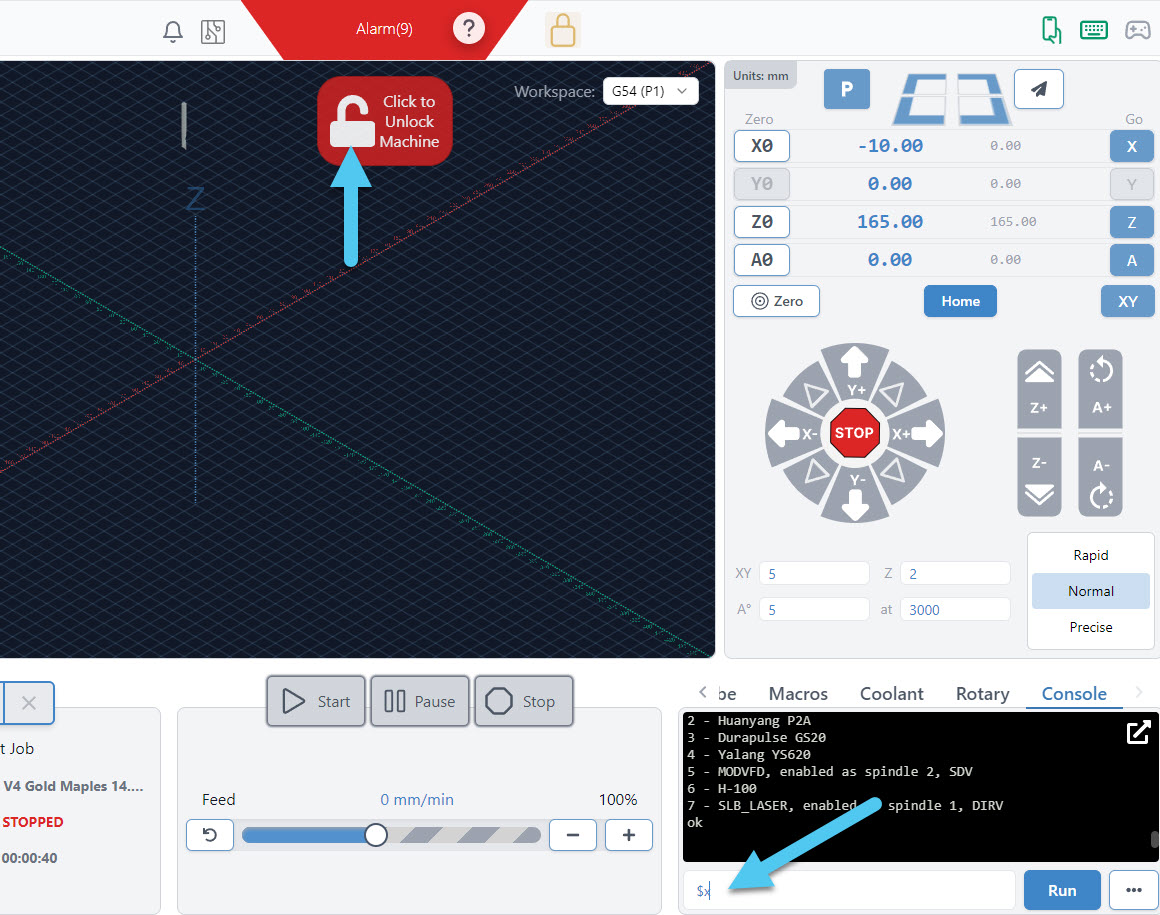 Alarm(9)
?
Click to
Unlock
Machine
Workspace:
G54 (P1)
Z
Units: mm
P
Zero
Go
X0
-10.00
0.00
X
Y0
0.00
0.00
Y
Z0
165.00
165.00
Z
A0
0.00
0.00
A
Zero
Home
XY
Y+
X-
STOP
X+
Y-
Z+
A+
Z-
A-
XY
5
Z
2
A°
5
at
3000
Rapid
Normal
Precise
t Job
V4 Gold Maples 14....
STOPPED
00:00:40
Start
Pause
Stop
Feed
0 mm/min
100%
be
Macros
Coolant
Rotary
Console
2 - Huanyang P2A
3 - Durapulse GS20
4 - Yalang YS620
5 - MODVFD, enabled as spindle 2, SDV
6 - H-100
7 - SLB_LASER, enabled spindle 1, DIRV
ok
$x
Run